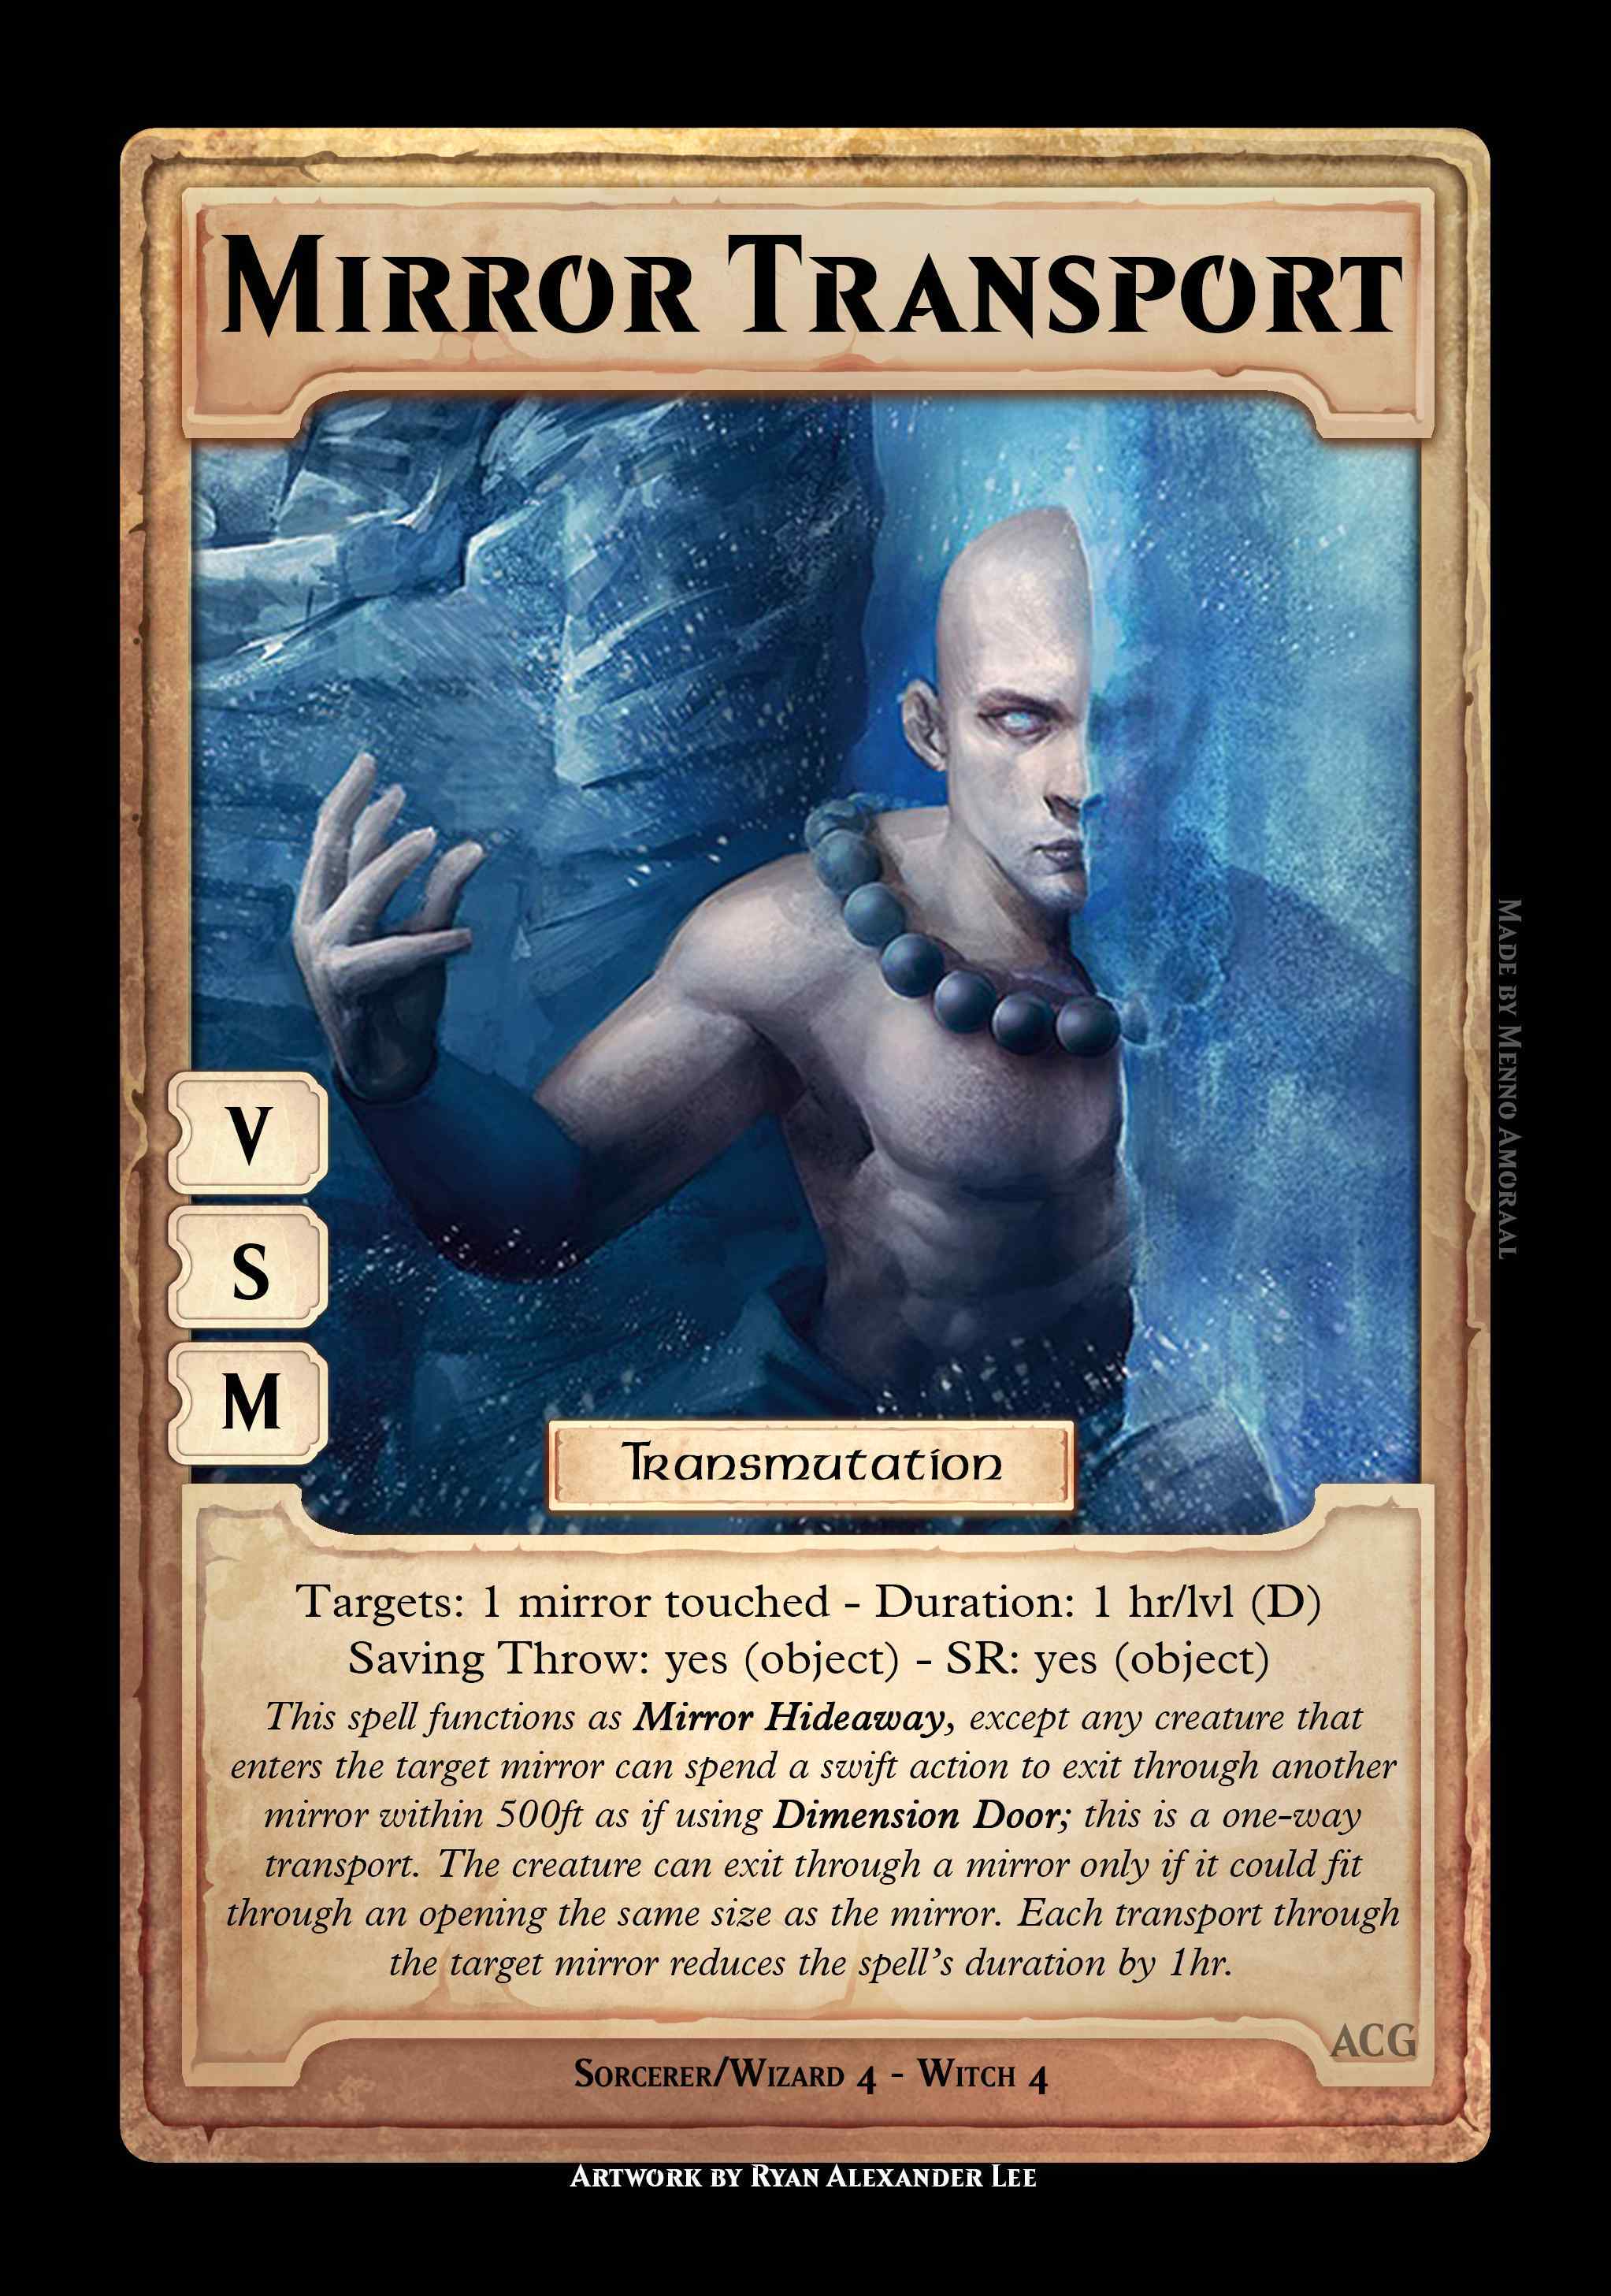 Mirror Transport
V
S
M
Transmutation
Targets: 1 mirror touched - Duration: 1 hr/lvl (D)
Saving Throw: yes (object) - SR: yes (object)
This spell functions as Mirror Hideaway, except any creature that
enters the target mirror can spend a swift action to exit through another
mirror within 500ft as if using Dimension Door; this is a one-way
transport. The creature can exit through a mirror only if it could fit
through an opening the same size as the mirror. Each transport through
the target mirror reduces the spell's duration by 1hr.
ACG
Sorcerer/Wizard 4 - Witch 4
Artwork by Ryan Alexander Lee
Made by Menno Amoraal